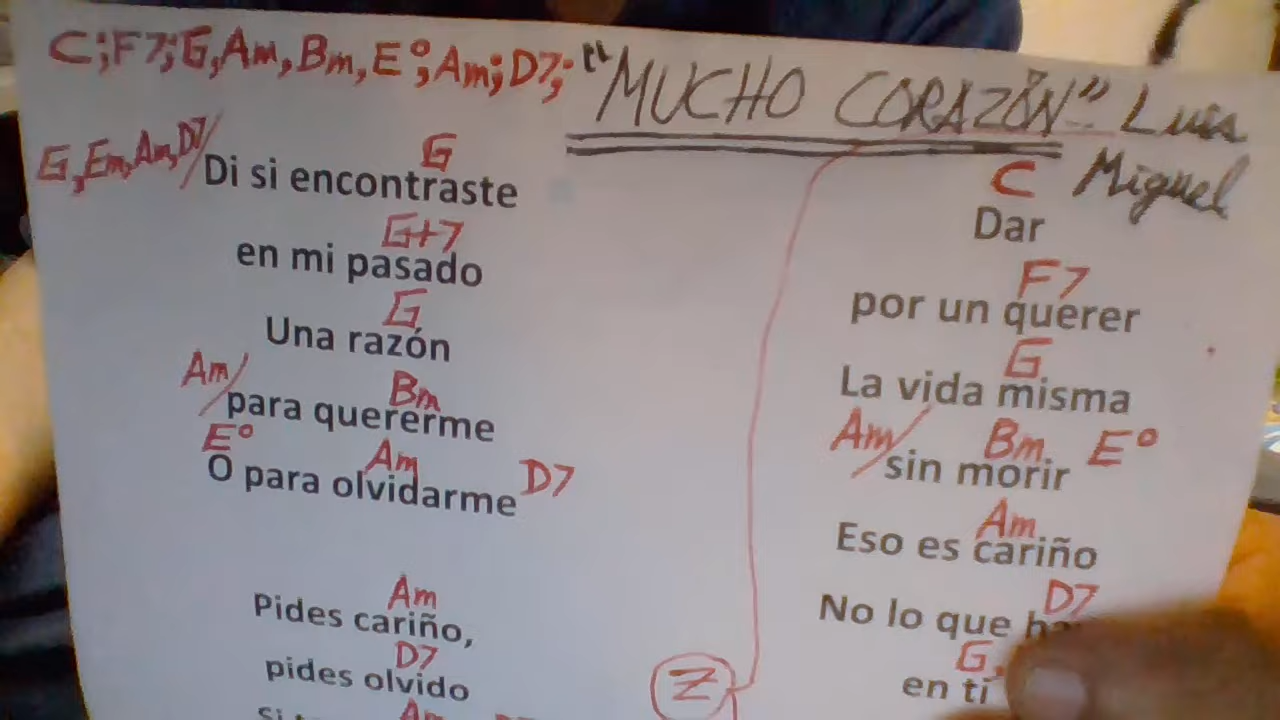 C;F7;G,Am,Bm,E°;Am;D7;"MUCHO CORAZÓN" Luis
Miguel
G,Em,Am,D7/
G
Di si encontraste
G+7
en mi pasado
G
Una razón
Am/ Bm
para quererme
E° Am D7
O para olvidarme
Am
Pides cariño,
D7
pides olvido
Am
Si
C
Dar
F7
por un querer
G
La vida misma
Am/ Bm E°
sin morir
Am
Eso es cariño
D7
No lo que
G
en ti
Z